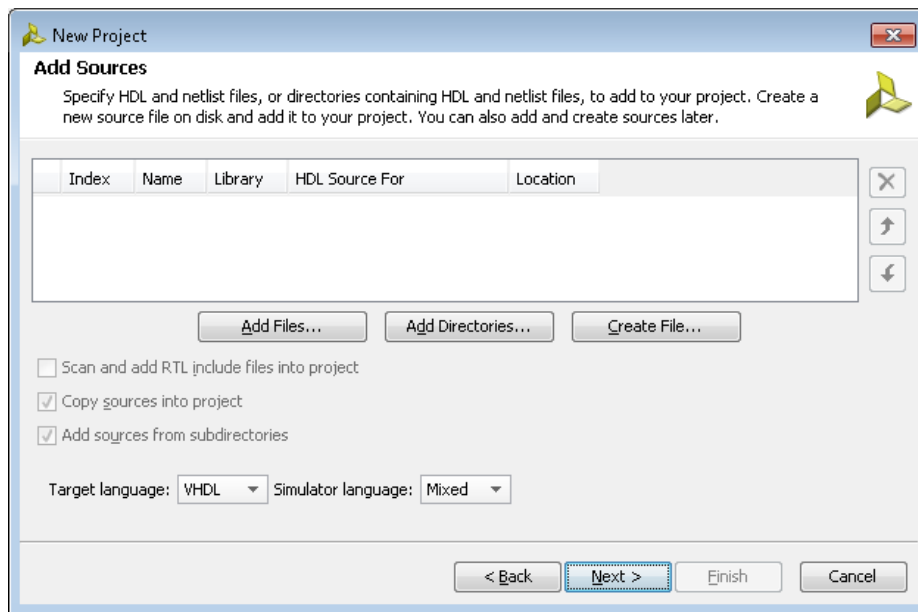 New Project
Add Sources
Specify HDL and netlist files, or directories containing HDL and netlist files, to add to your project. Create a
new source file on disk and add it to your project. You can also add and create sources later.
Index Name Library HDL Source For Location
Add Files... Add Directories... Create File...
Scan and add RTL include files into project
Copy sources into project
Add sources from subdirectories
Target language: VHDL Simulator language: Mixed
< Back Next > Finish Cancel